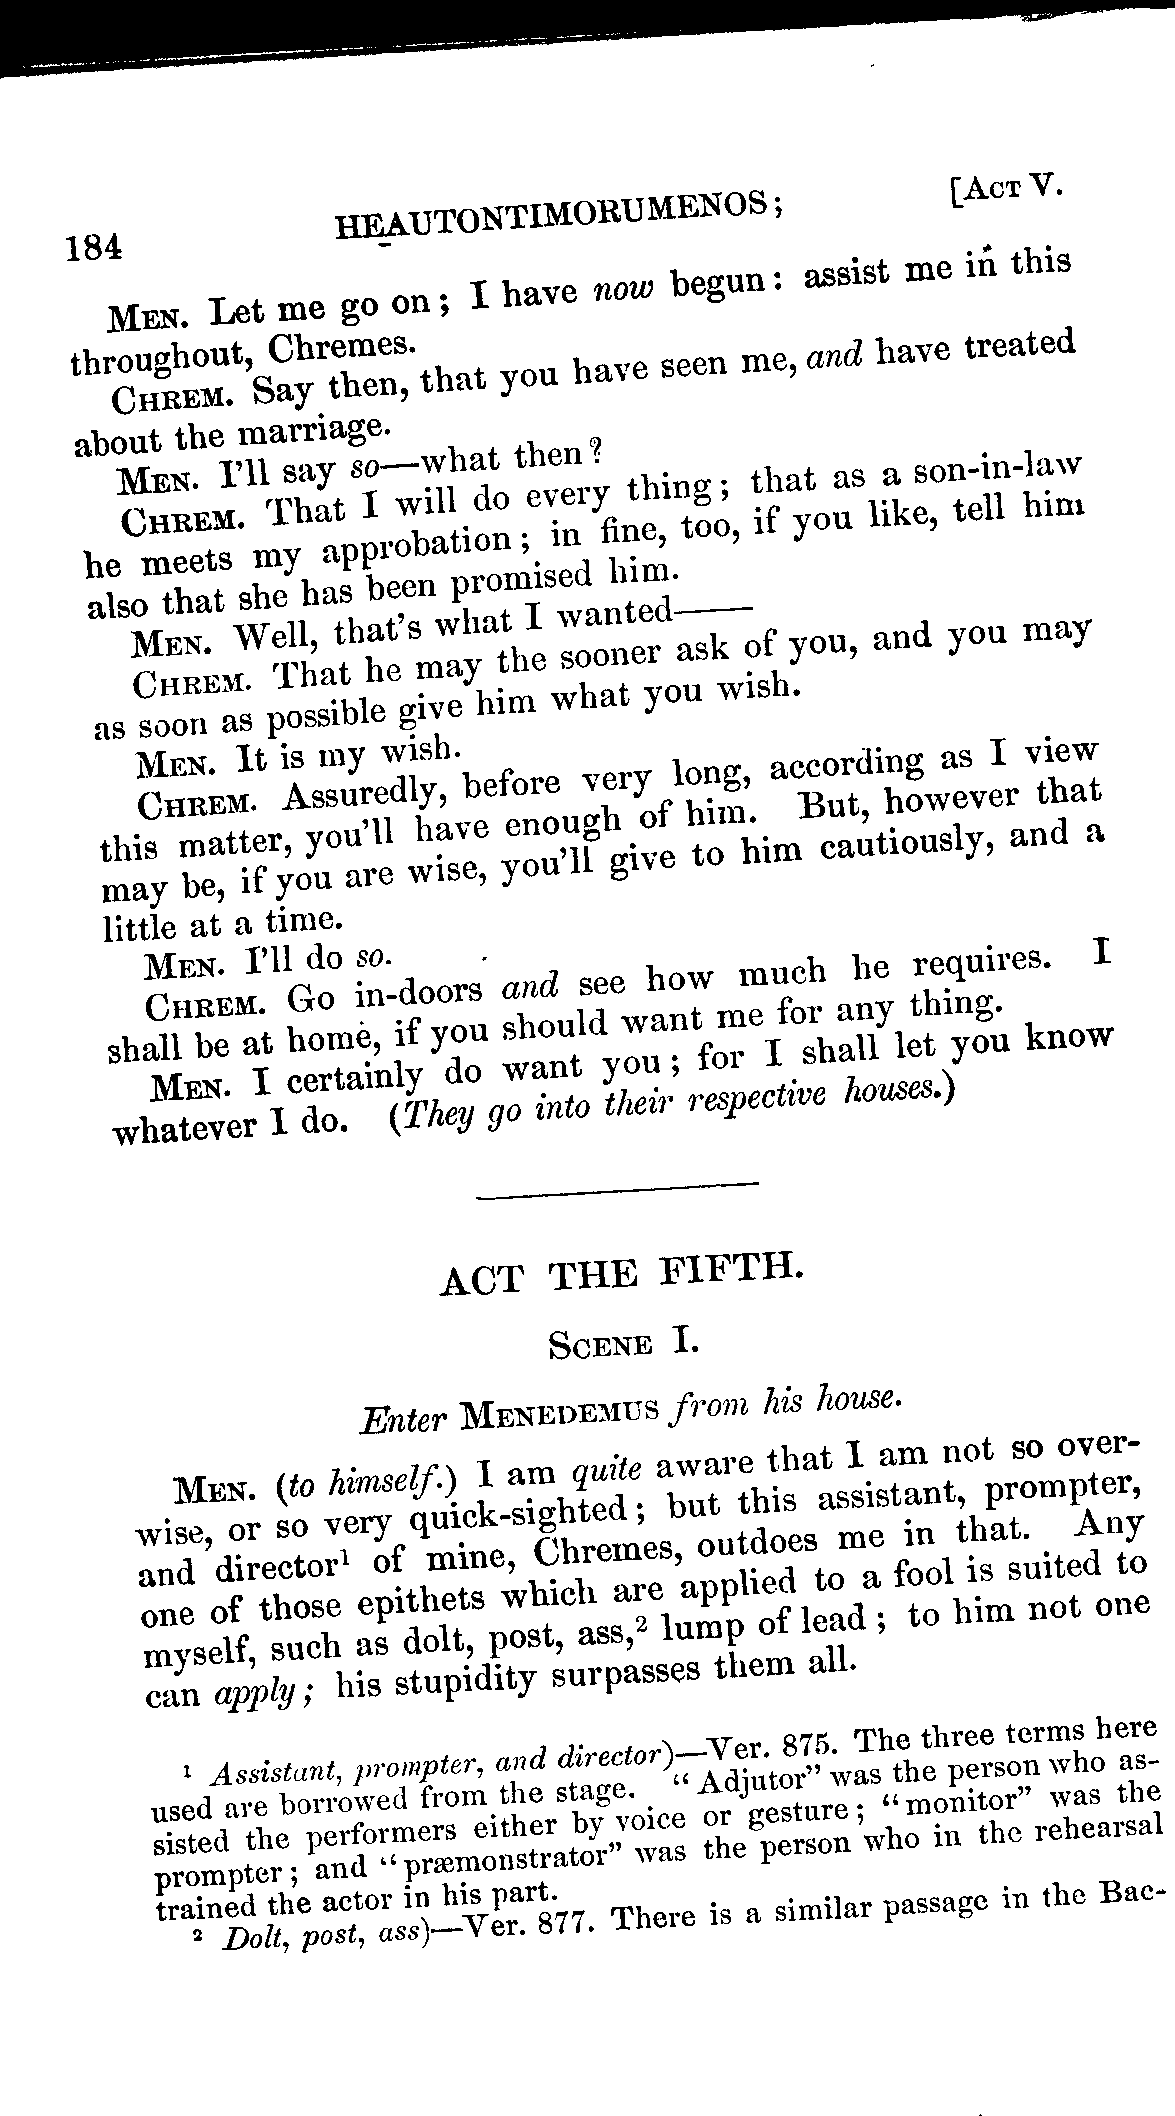 184 HEAUTONTIMORUMENOS; [ACT V.
MEN. Let me go on; I have now begun: assist me in this
throughout, Chremes.
CHREM. Say then, that you have seen me, and have treated
about the marriage.
MEN. I'll say so—what then?
CHREM. That I will do every thing; that as a son-in-law
he meets my approbation; in fine, too, if you like, tell him
also that she has been promised him.
MEN. Well, that's what I wanted——
CHREM. That he may the sooner ask of you, and you may
as soon as possible give him what you wish.
MEN. It is my wish.
CHREM. Assuredly, before very long, according as I view
this matter, you'll have enough of him. But, however that
may be, if you are wise, you'll give to him cautiously, and a
little at a time.
MEN. I'll do so.
CHREM. Go in-doors and see how much he requires. I
shall be at home, if you should want me for any thing.
MEN. I certainly do want you; for I shall let you know
whatever I do. (They go into their respective houses.)
ACT THE FIFTH.
SCENE I.
Enter MENEDEMUS from his house.
MEN. (to himself.) I am quite aware that I am not so over-
wise, or so very quick-sighted; but this assistant, prompter,
and director¹ of mine, Chremes, outdoes me in that. Any
one of those epithets which are applied to a fool is suited to
myself, such as dolt, post, ass,² lump of lead; to him not one
can apply; his stupidity surpasses them all.
¹ Assistant, prompter, and director)—Ver. 875. The three terms here
used are borrowed from the stage. "Adjutor" was the person who as-
sisted the performers either by voice or gesture; "monitor" was the
prompter; and "præmonstrator" was the person who in the rehearsal
trained the actor in his part.
² Dolt, post, ass)—Ver. 877. There is a similar passage in the Bac-